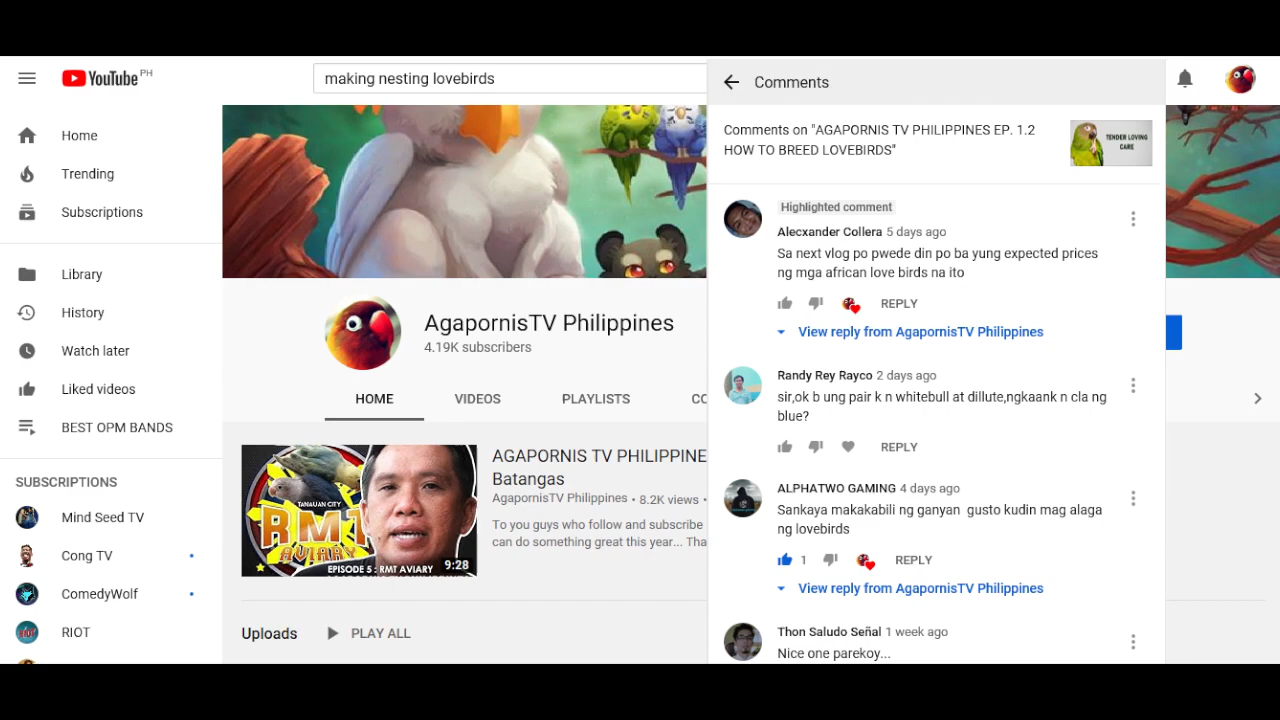 YouTube PH
making nesting lovebirds
Home
Trending
Subscriptions
Library
History
Watch later
Liked videos
BEST OPM BANDS
SUBSCRIPTIONS
Mind Seed TV
Cong TV
ComedyWolf
RIOT
AgapornisTV Philippines
4.19K subscribers
HOME VIDEOS PLAYLISTS CO
TANAUAN CITY
RMT
AVIARY
EPISODE 5 : RMT AVIARY
9:28
AGAPORNIS TV PHILIPPINE
Batangas
AgapornisTV Philippines • 8.2K views •
To you guys who follow and subscribe
can do something great this year... Tha
Uploads PLAY ALL
Comments
Comments on "AGAPORNIS TV PHILIPPINES EP. 1.2
HOW TO BREED LOVEBIRDS"
TENDER LOVING
CARE
Highlighted comment
Alecxander Collera 5 days ago
Sa next vlog po pwede din po ba yung expected prices
ng mga african love birds na ito
REPLY
View reply from AgapornisTV Philippines
Randy Rey Rayco 2 days ago
sir,ok b ung pair k n whitebull at dillute,ngkaank n cla ng
blue?
REPLY
ALPHATWO GAMING 4 days ago
Sankaya makakabili ng ganyan gusto kudin mag alaga
ng lovebirds
1 REPLY
View reply from AgapornisTV Philippines
Thon Saludo Señal 1 week ago
Nice one parekoy...